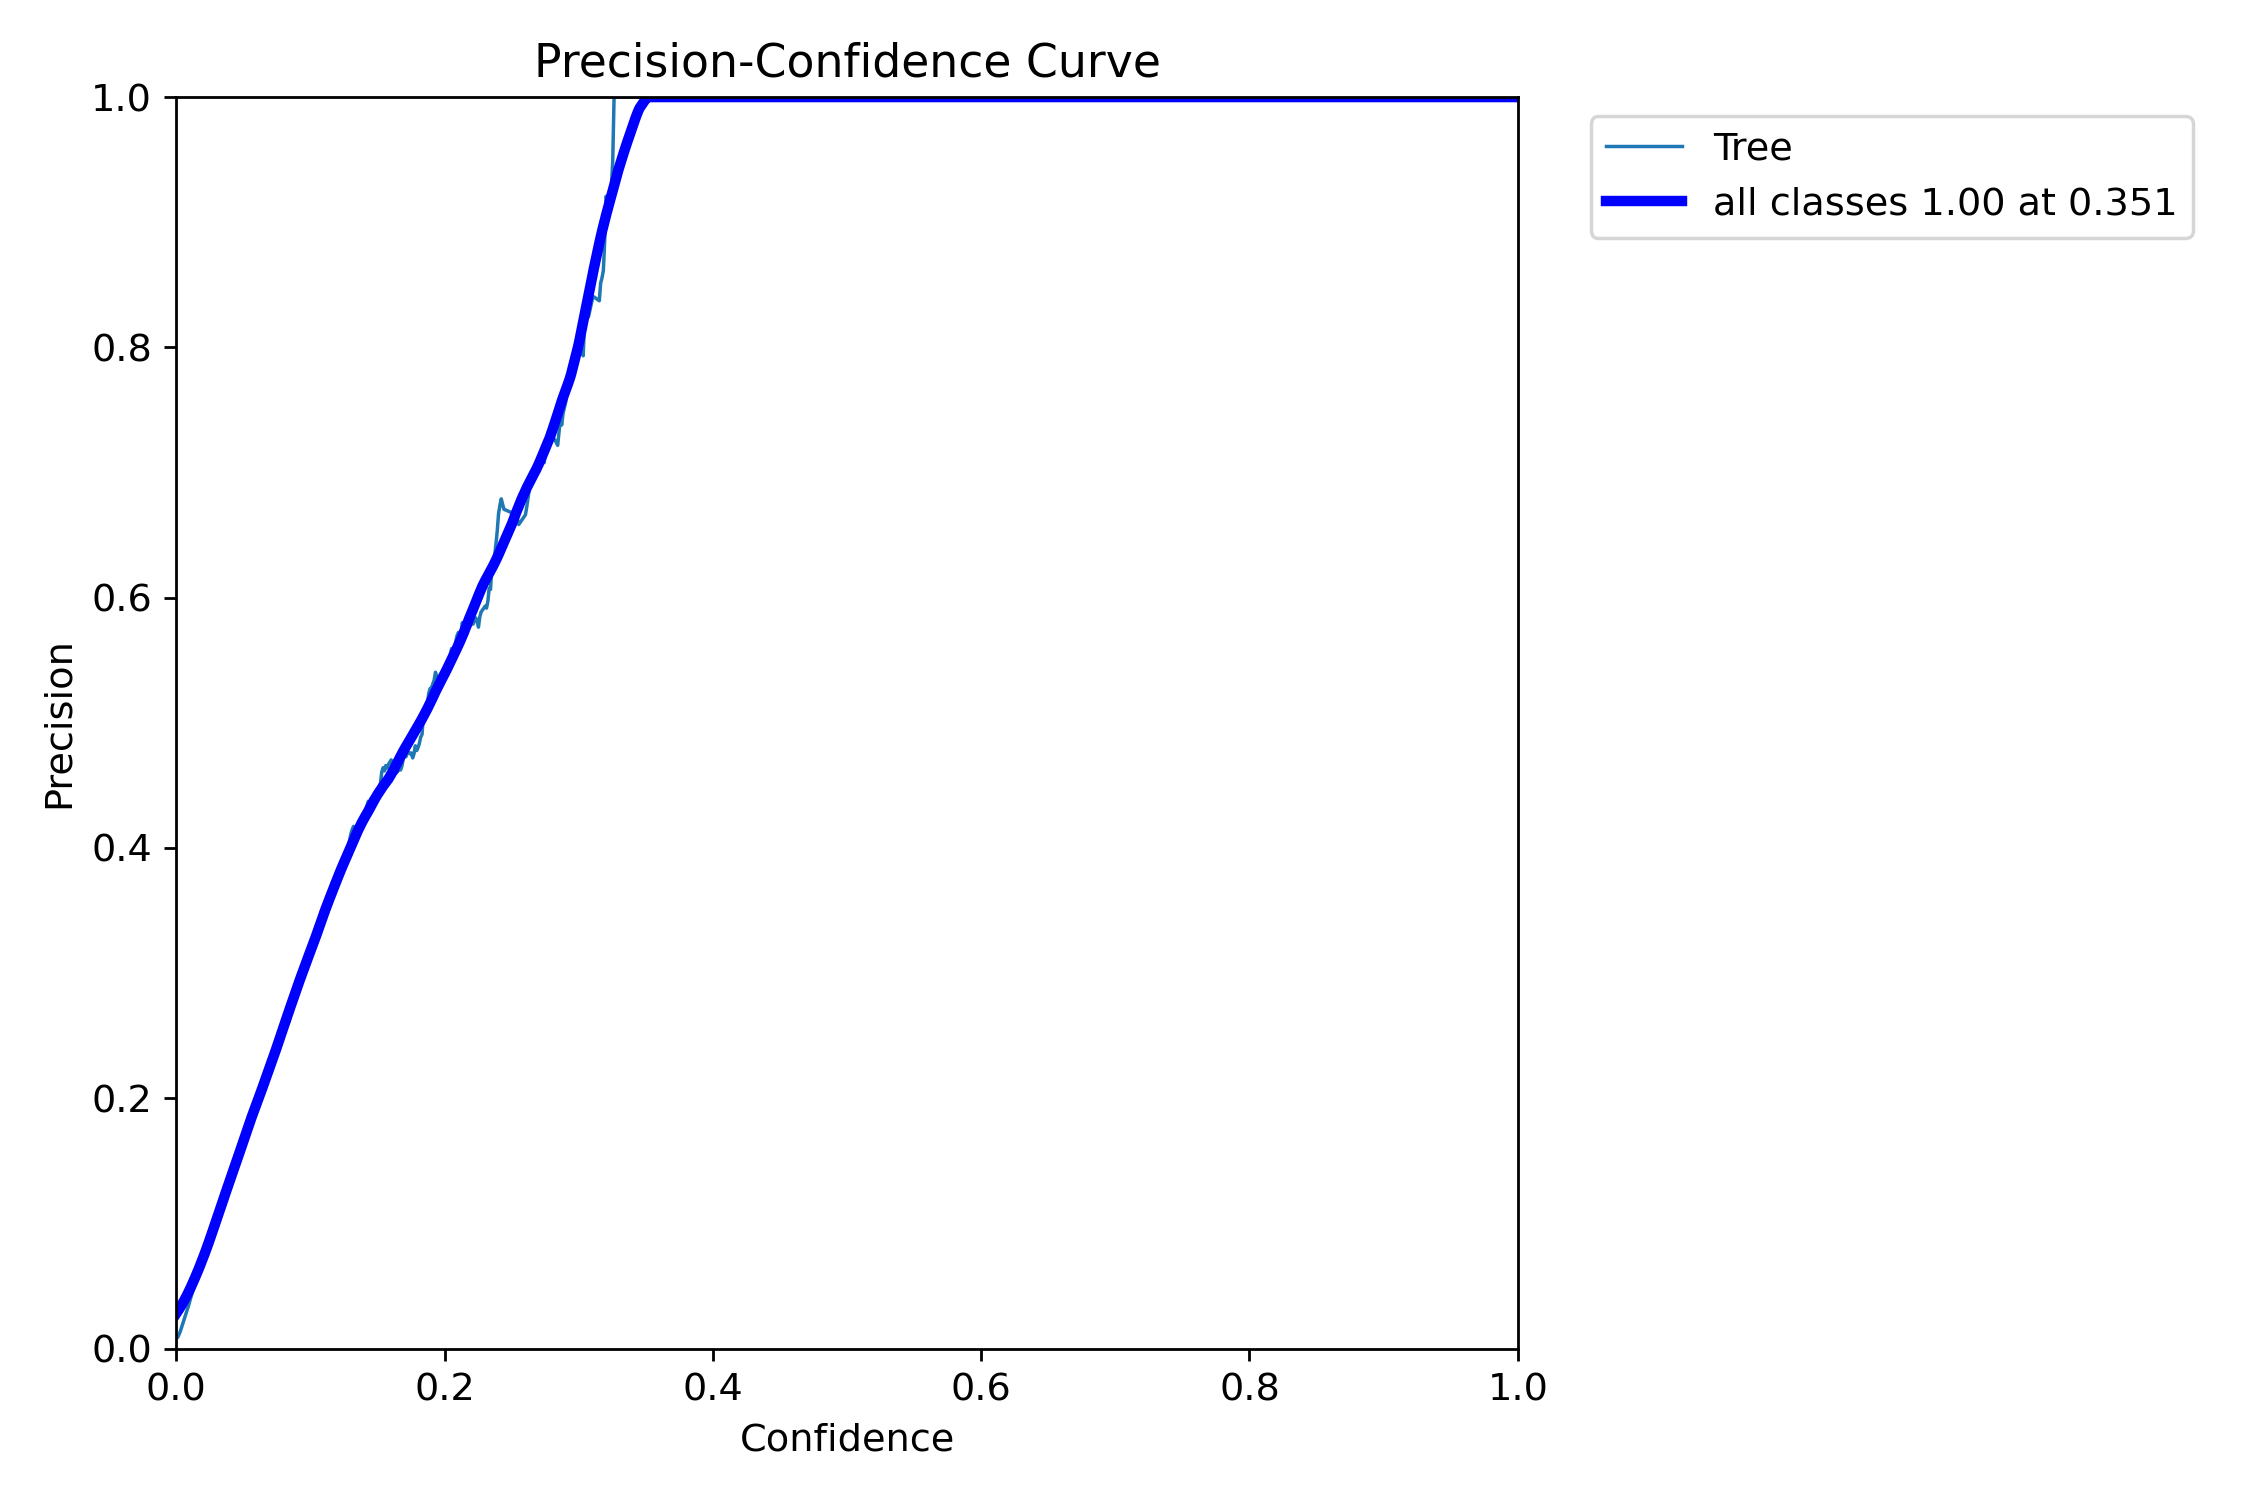 Precision-Confidence Curve
1.0
0.8
0.6
0.4
0.2
0.0
Precision
0.0 0.2 0.4 0.6 0.8 1.0
Confidence
Tree
all classes 1.00 at 0.351